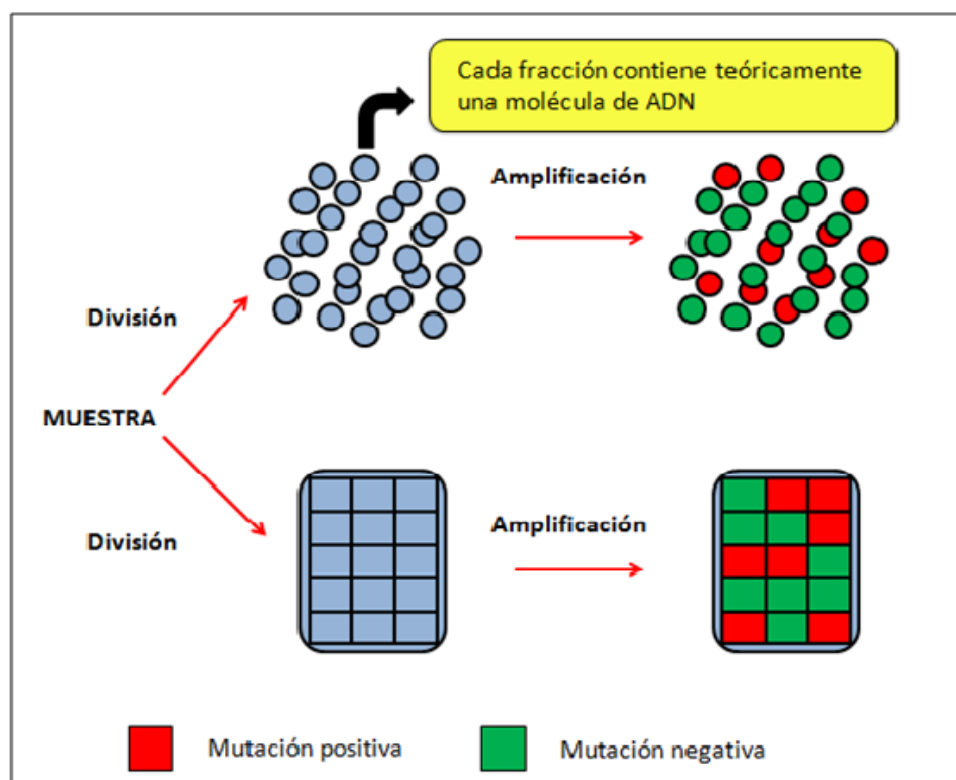 Cada fracción contiene teóricamente
una molécula de ADN
Amplificación
División
MUESTRA
División
Amplificación
Mutación positiva
Mutación negativa